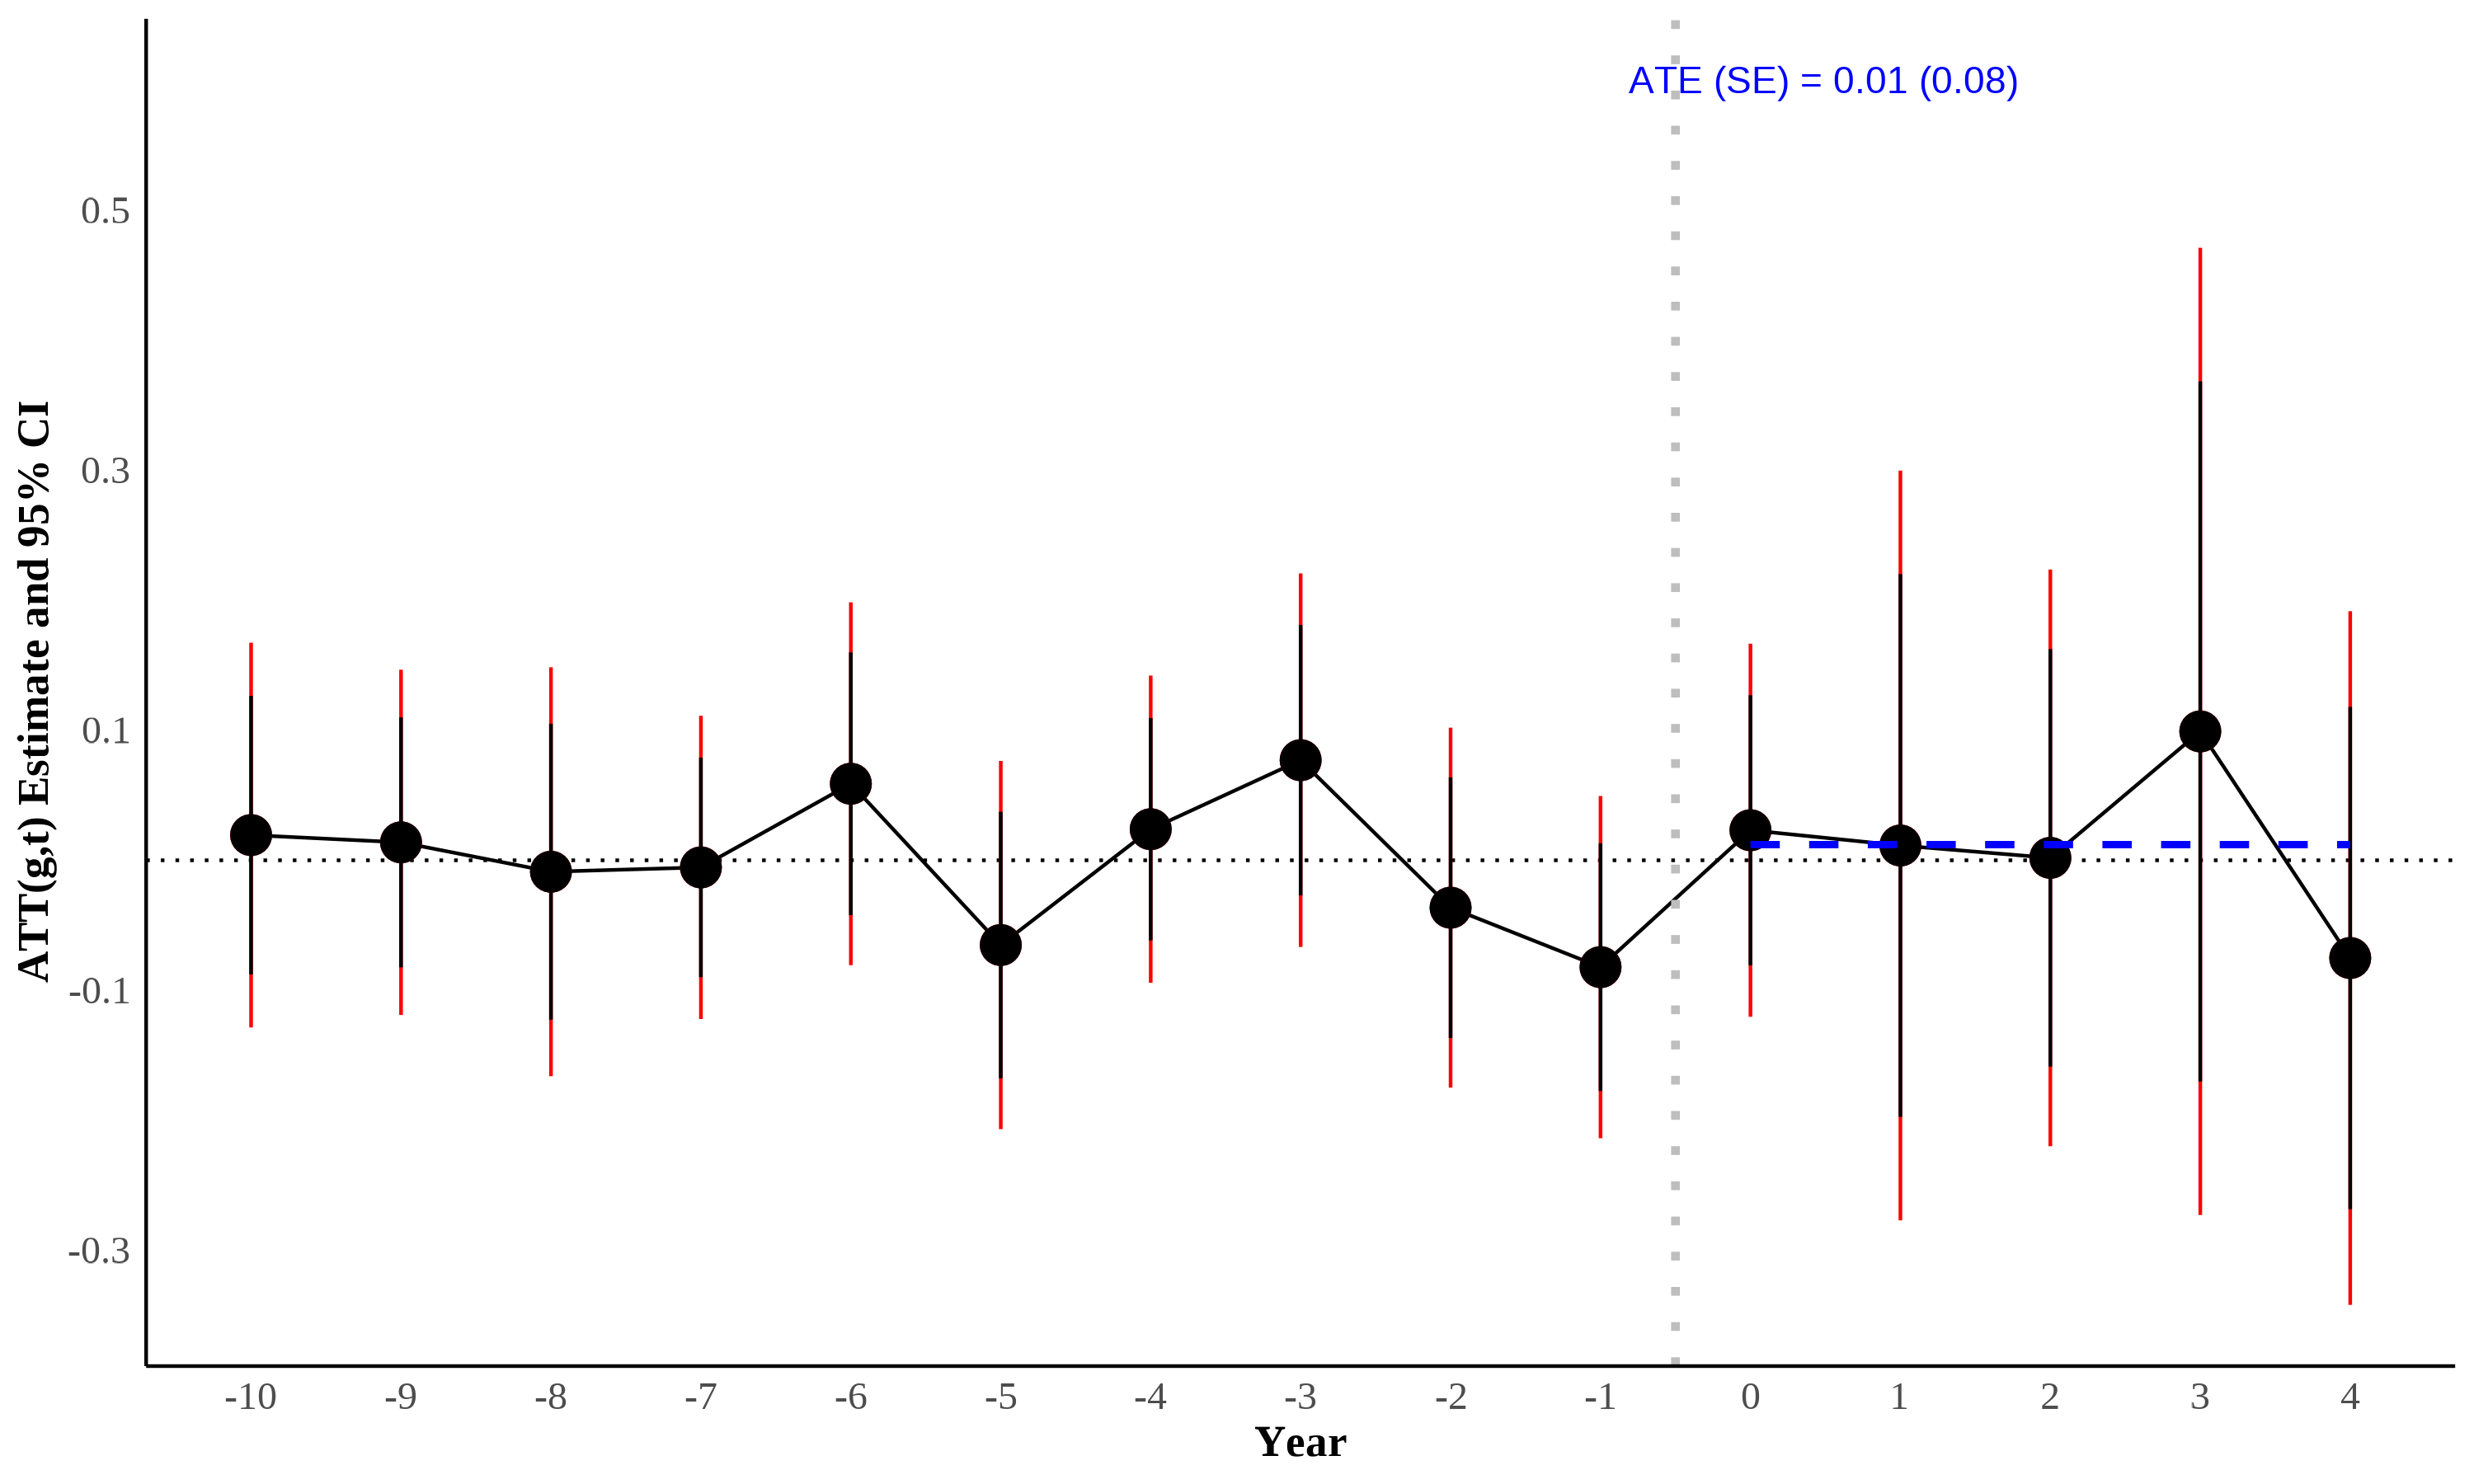 ATE (SE) = 0.01 (0.08)
ATT(g,t) Estimate and 95% CI
0.5
0.3
0.1
-0.1
-0.3
-10 -9 -8 -7 -6 -5 -4 -3 -2 -1 0 1 2 3 4
Year